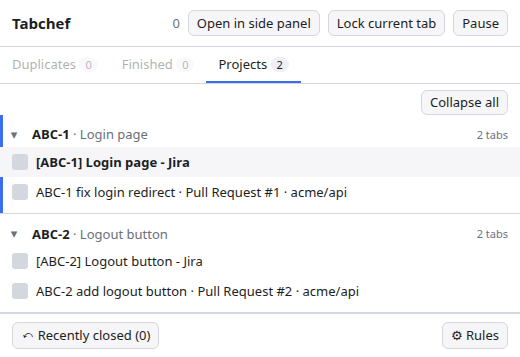 Tabchef 0 Open in side panel Lock current tab Pause
Duplicates 0 Finished 0 Projects 2
Collapse all
▾ ABC-1 · Login page 2 tabs
[ABC-1] Login page - Jira
ABC-1 fix login redirect · Pull Request #1 · acme/api
▾ ABC-2 · Logout button 2 tabs
[ABC-2] Logout button - Jira
ABC-2 add logout button · Pull Request #2 · acme/api
↶ Recently closed (0) ⚙ Rules